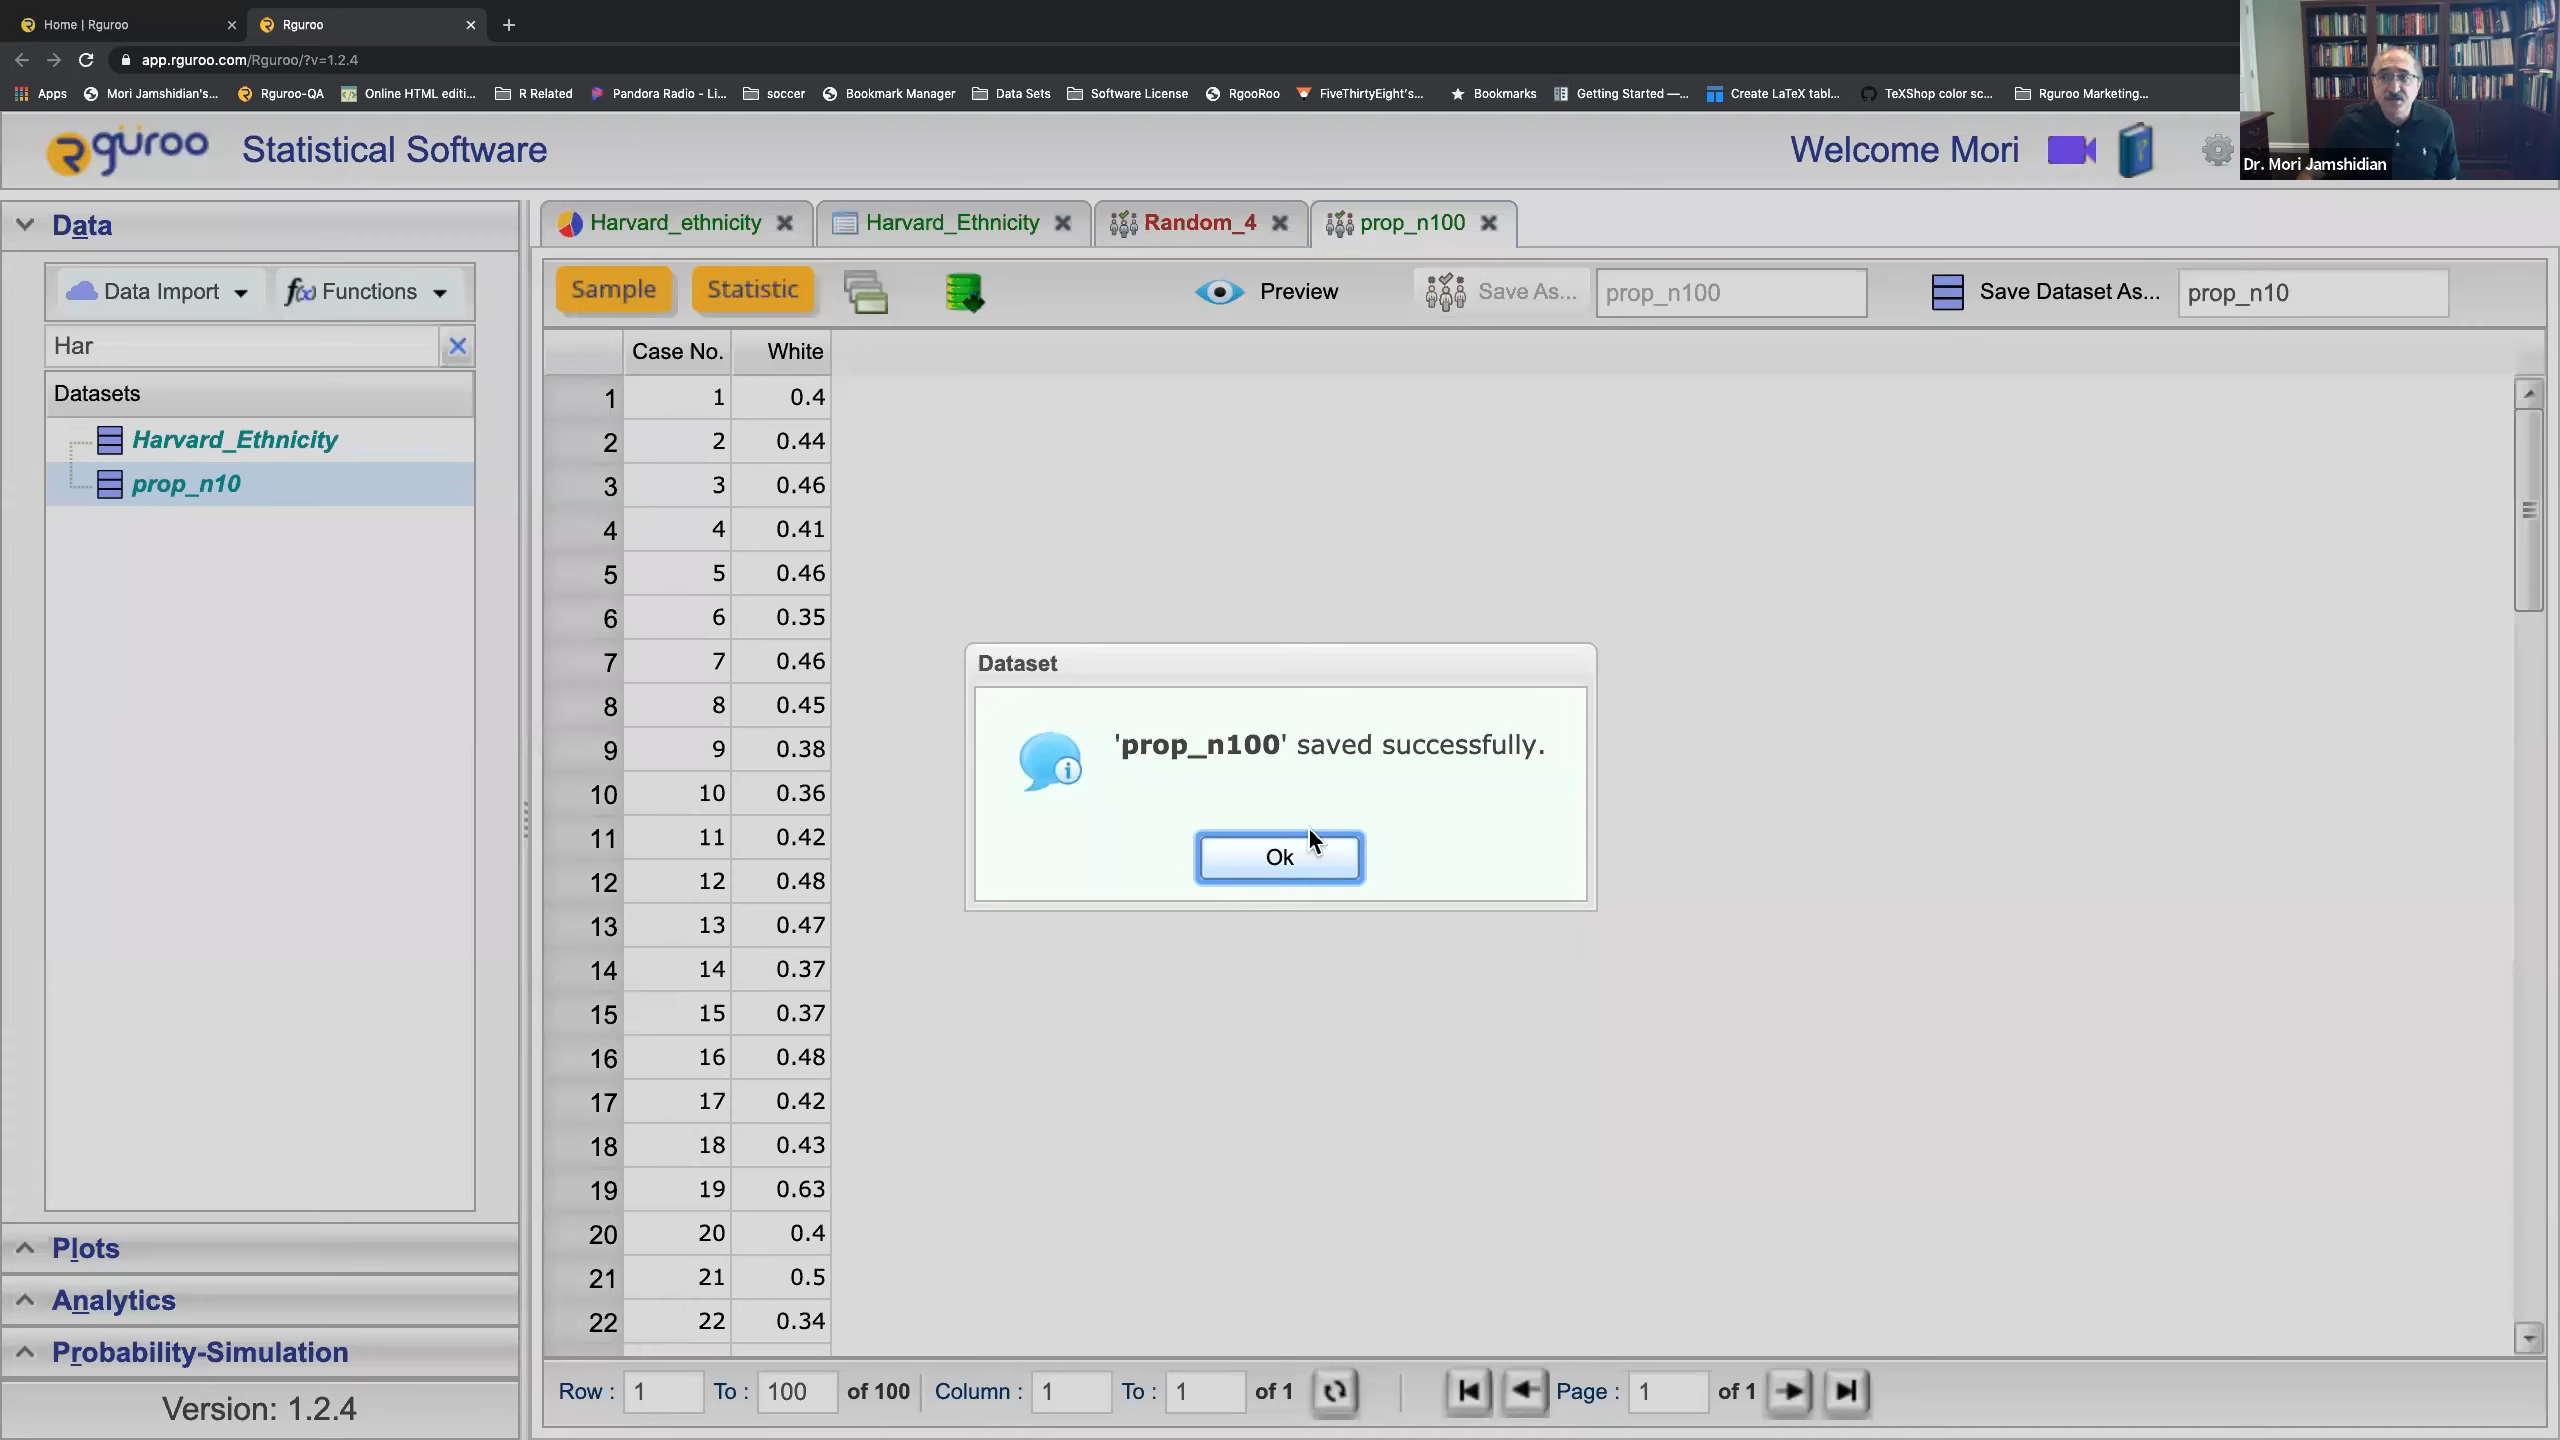 Home | Rguroo
Rguroo
app.rguroo.com/Rguroo/?v=1.2.4
Apps Mori Jamshidian's... Rguroo-QA Online HTML editi... R Related Pandora Radio - Li... soccer Bookmark Manager Data Sets Software License RgooRoo FiveThirtyEight's... Bookmarks Getting Started —... Create LaTeX tabl... TeXShop color sc... Rguroo Marketing...
rgüroo Statistical Software Welcome Mori
Dr. Mori Jamshidian
Data
Harvard_ethnicity Harvard_Ethnicity Random_4 prop_n100
Data Import f(x) Functions
Sample Statistic Preview Save As... prop_n100 Save Dataset As... prop_n10
Har
Datasets
Harvard_Ethnicity
prop_n10
Case No. White
1 1 0.4
2 2 0.44
3 3 0.46
4 4 0.41
5 5 0.46
6 6 0.35
7 7 0.46
8 8 0.45
9 9 0.38
10 10 0.36
11 11 0.42
12 12 0.48
13 13 0.47
14 14 0.37
15 15 0.37
16 16 0.48
17 17 0.42
18 18 0.43
19 19 0.63
20 20 0.4
21 21 0.5
22 22 0.34
Dataset
'prop_n100' saved successfully.
Ok
Plots
Analytics
Probability-Simulation
Version: 1.2.4
Row : 1 To : 100 of 100 Column : 1 To : 1 of 1 Page : 1 of 1